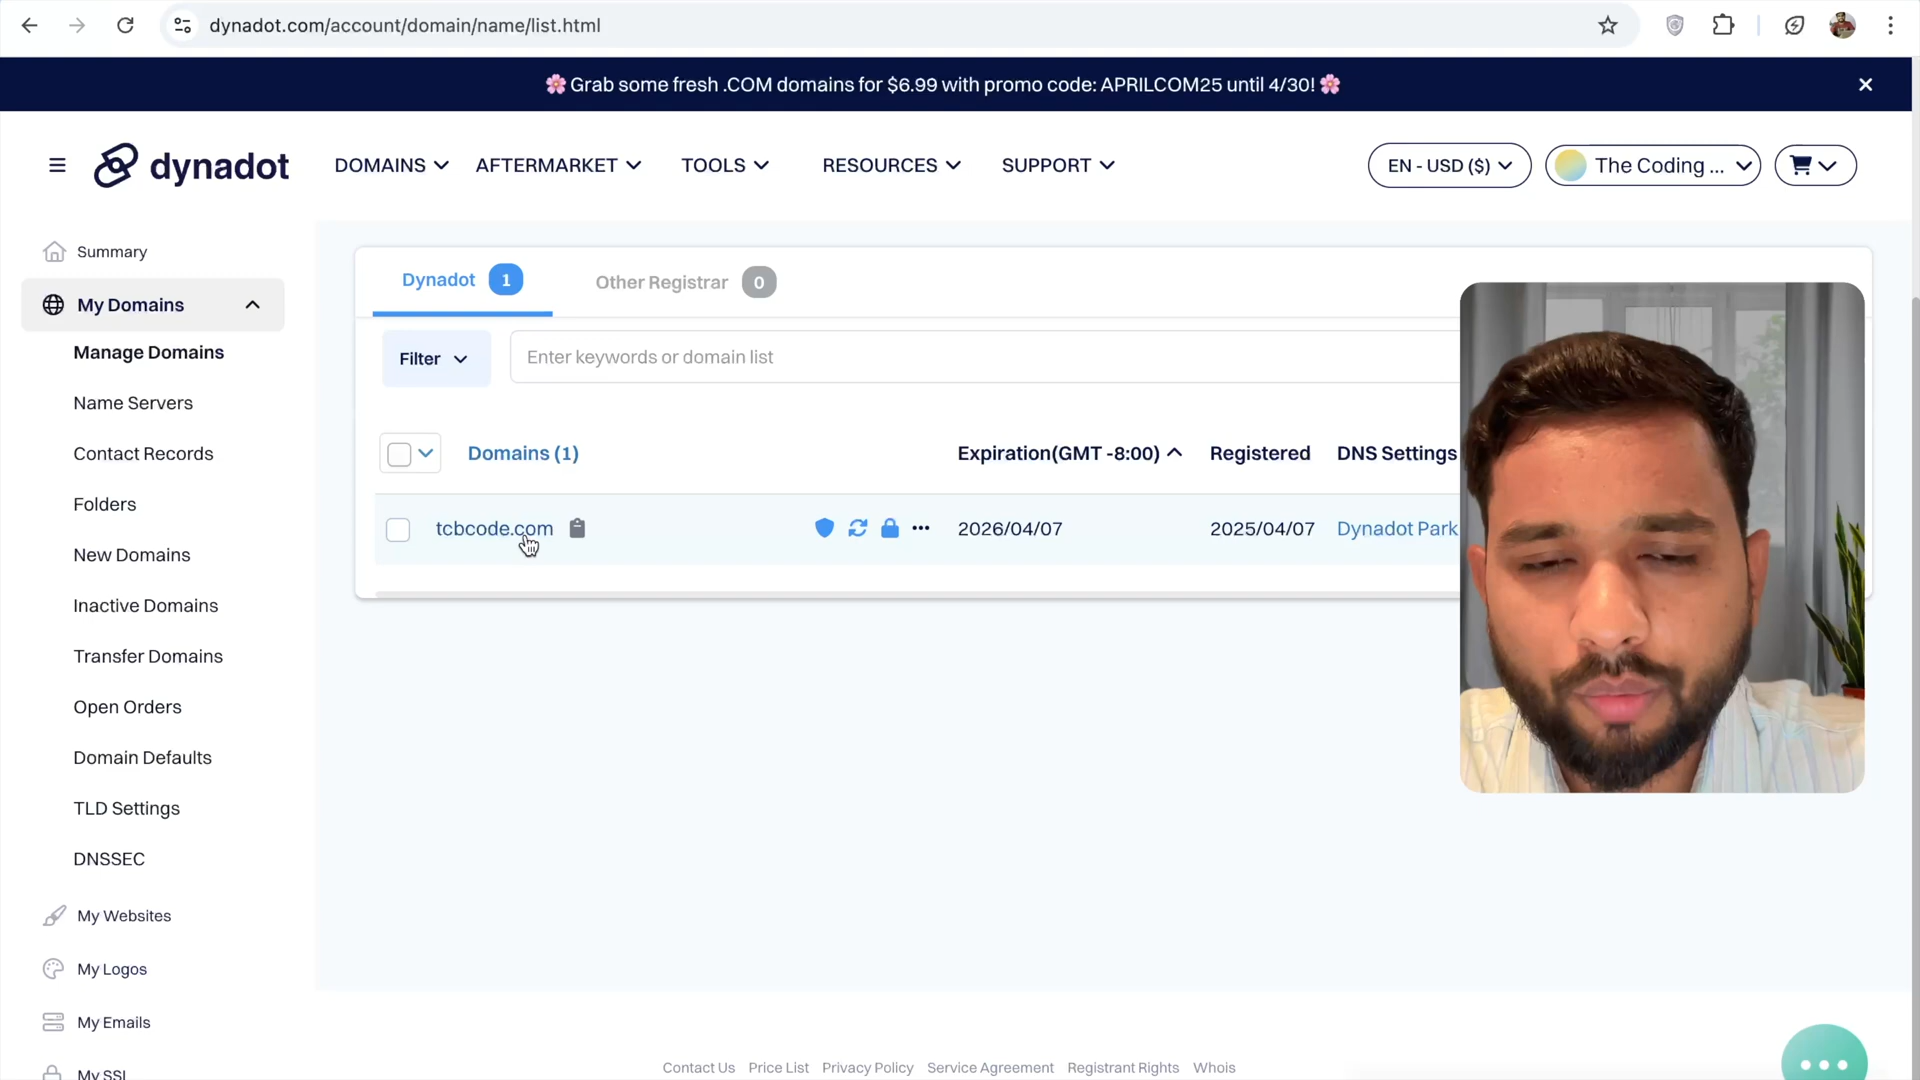 dynadot.com/account/domain/name/list.html
🌸 Grab some fresh .COM domains for $6.99 with promo code: APRILCOM25 until 4/30! 🌸
dynadot
DOMAINS
AFTERMARKET
TOOLS
RESOURCES
SUPPORT
EN - USD ($)
The Coding ...
Summary
My Domains
Manage Domains
Name Servers
Contact Records
Folders
New Domains
Inactive Domains
Transfer Domains
Open Orders
Domain Defaults
TLD Settings
DNSSEC
My Websites
My Logos
My Emails
My SSL
Dynadot 1
Other Registrar 0
Filter
Enter keywords or domain list
Domains (1)
Expiration(GMT -8:00)
Registered
DNS Settings
tcbcode.com
2026/04/07
2025/04/07
Dynadot Park
Contact Us
Price List
Privacy Policy
Service Agreement
Registrant Rights
Whois